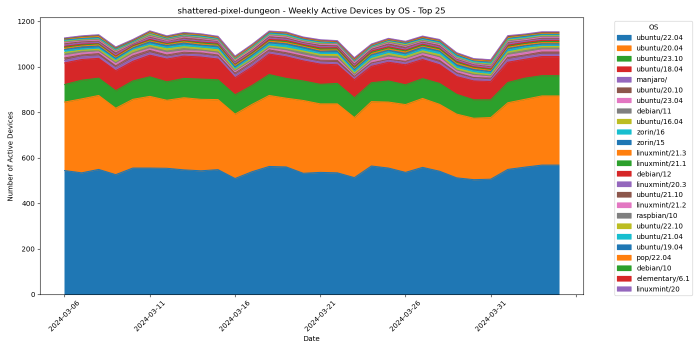 shattered-pixel-dungeon - Weekly Active Devices by OS - Top 25
Number of Active Devices
1200
1000
800
600
400
200
0
2024-03-06
2024-03-11
2024-03-16
2024-03-21
2024-03-26
2024-03-31
Date
OS
ubuntu/22.04
ubuntu/20.04
ubuntu/23.10
ubuntu/18.04
manjaro/
ubuntu/20.10
ubuntu/23.04
debian/11
ubuntu/16.04
zorin/16
zorin/15
linuxmint/21.3
linuxmint/21.1
debian/12
linuxmint/20.3
ubuntu/21.10
linuxmint/21.2
raspbian/10
ubuntu/22.10
ubuntu/21.04
ubuntu/19.04
pop/22.04
debian/10
elementary/6.1
linuxmint/20